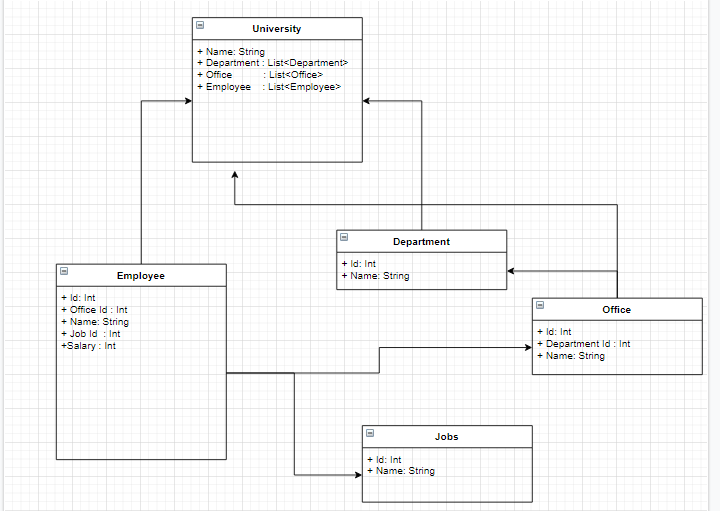 University
+ Name: String
+ Department : List<Department>
+ Office : List<Office>
+ Employee : List<Employee>
Department
+ Id: Int
+ Name: String
Employee
+ Id: Int
+ Office Id : Int
+ Name: String
+ Job Id : Int
+Salary : Int
Office
+ Id: Int
+ Department Id : Int
+ Name: String
Jobs
+ Id: Int
+ Name: String